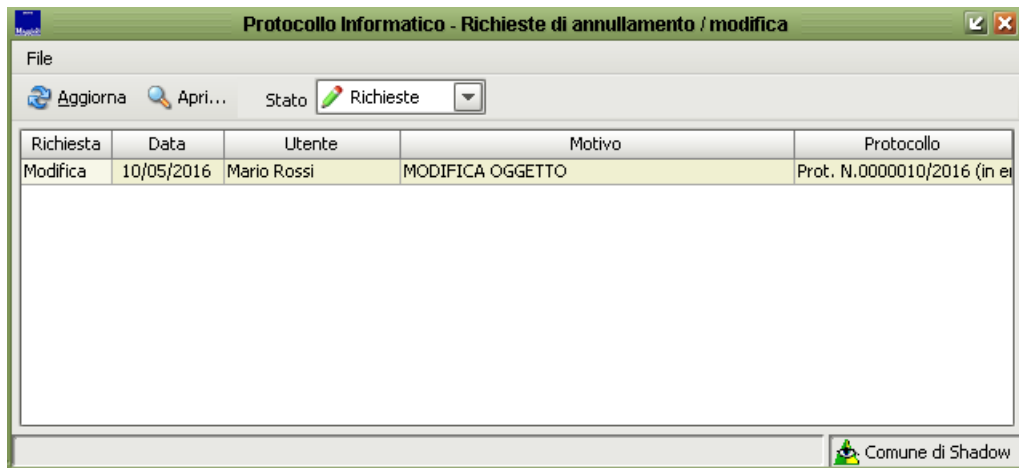 Protocollo Informatico - Richieste di annullamento / modifica
File
Aggiorna Apri... Stato Richieste
Richiesta Data Utente Motivo Protocollo
Modifica 10/05/2016 Mario Rossi MODIFICA OGGETTO Prot. N.0000010/2016 (in
Comune di Shadow